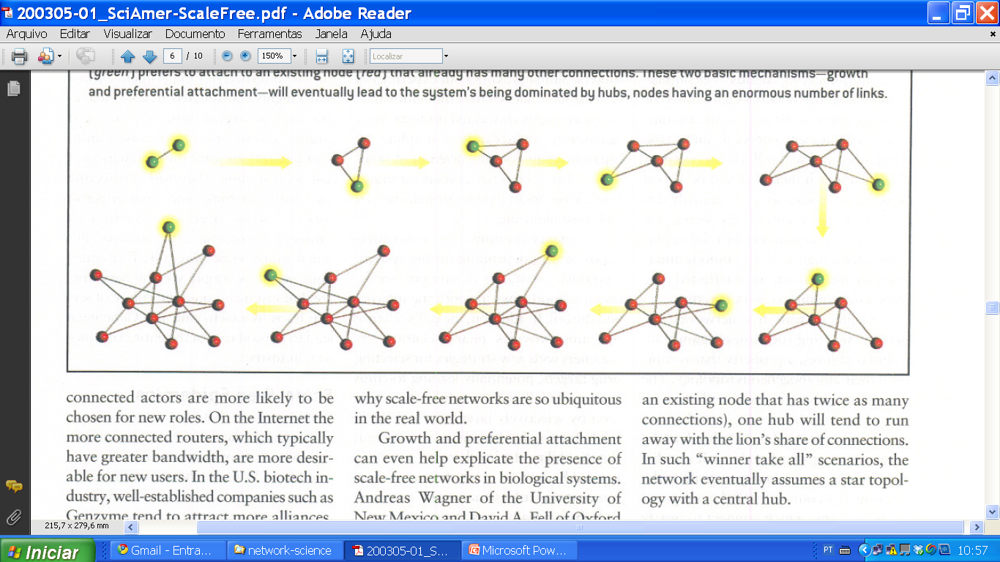 200305-01_SciAmer-ScaleFree.pdf - Adobe Reader
Arquivo Editar Visualizar Documento Ferramentas Janela Ajuda
6 / 10 150% Localizar
(green) prefers to attach to an existing node (red) that already has many other connections. These two basic mechanisms—growth
and preferential attachment—will eventually lead to the system's being dominated by hubs, nodes having an enormous number of links.
connected actors are more likely to be
chosen for new roles. On the Internet the
more connected routers, which typically
have greater bandwidth, are more desir-
able for new users. In the U.S. biotech in-
dustry, well-established companies such as
Genzyme tend to attract more alliances,
why scale-free networks are so ubiquitous
in the real world.
Growth and preferential attachment
can even help explicate the presence of
scale-free networks in biological systems.
Andreas Wagner of the University of
New Mexico and David A. Fell of Oxford
an existing node that has twice as many
connections), one hub will tend to run
away with the lion's share of connections.
In such “winner take all” scenarios, the
network eventually assumes a star topol-
ogy with a central hub.
215,7 x 279,6 mm
Iniciar Gmail - Entra... network-science 200305-01_S... Microsoft Pow... PT 10:57